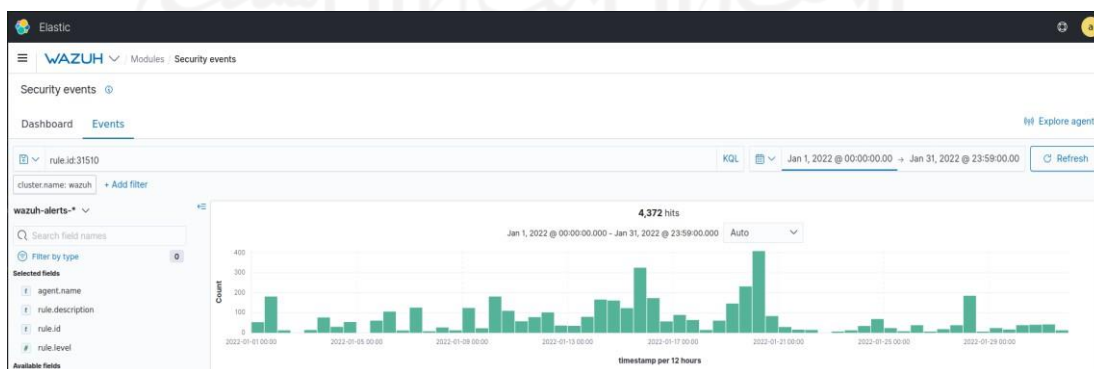 Elastic
a
WAZUH Modules Security events
Security events
Dashboard Events
Explore agent
rule.id:31510 KQL Jan 1, 2022 @ 00:00:00.00 → Jan 31, 2022 @ 23:59:00.00 Refresh
cluster.name: wazuh + Add filter
wazuh-alerts-*
4,372 hits
Search field names
Jan 1, 2022 @ 00:00:00.000 - Jan 31, 2022 @ 23:59:00.000 Auto
Filter by type 0
Selected fields
t agent.name
t rule.description
t rule.id
# rule.level
Available fields
Count
400
300
200
100
0
2022-01-01 00:00 2022-01-05 00:00 2022-01-09 00:00 2022-01-13 00:00 2022-01-17 00:00 2022-01-21 00:00 2022-01-25 00:00 2022-01-29 00:00
timestamp per 12 hours